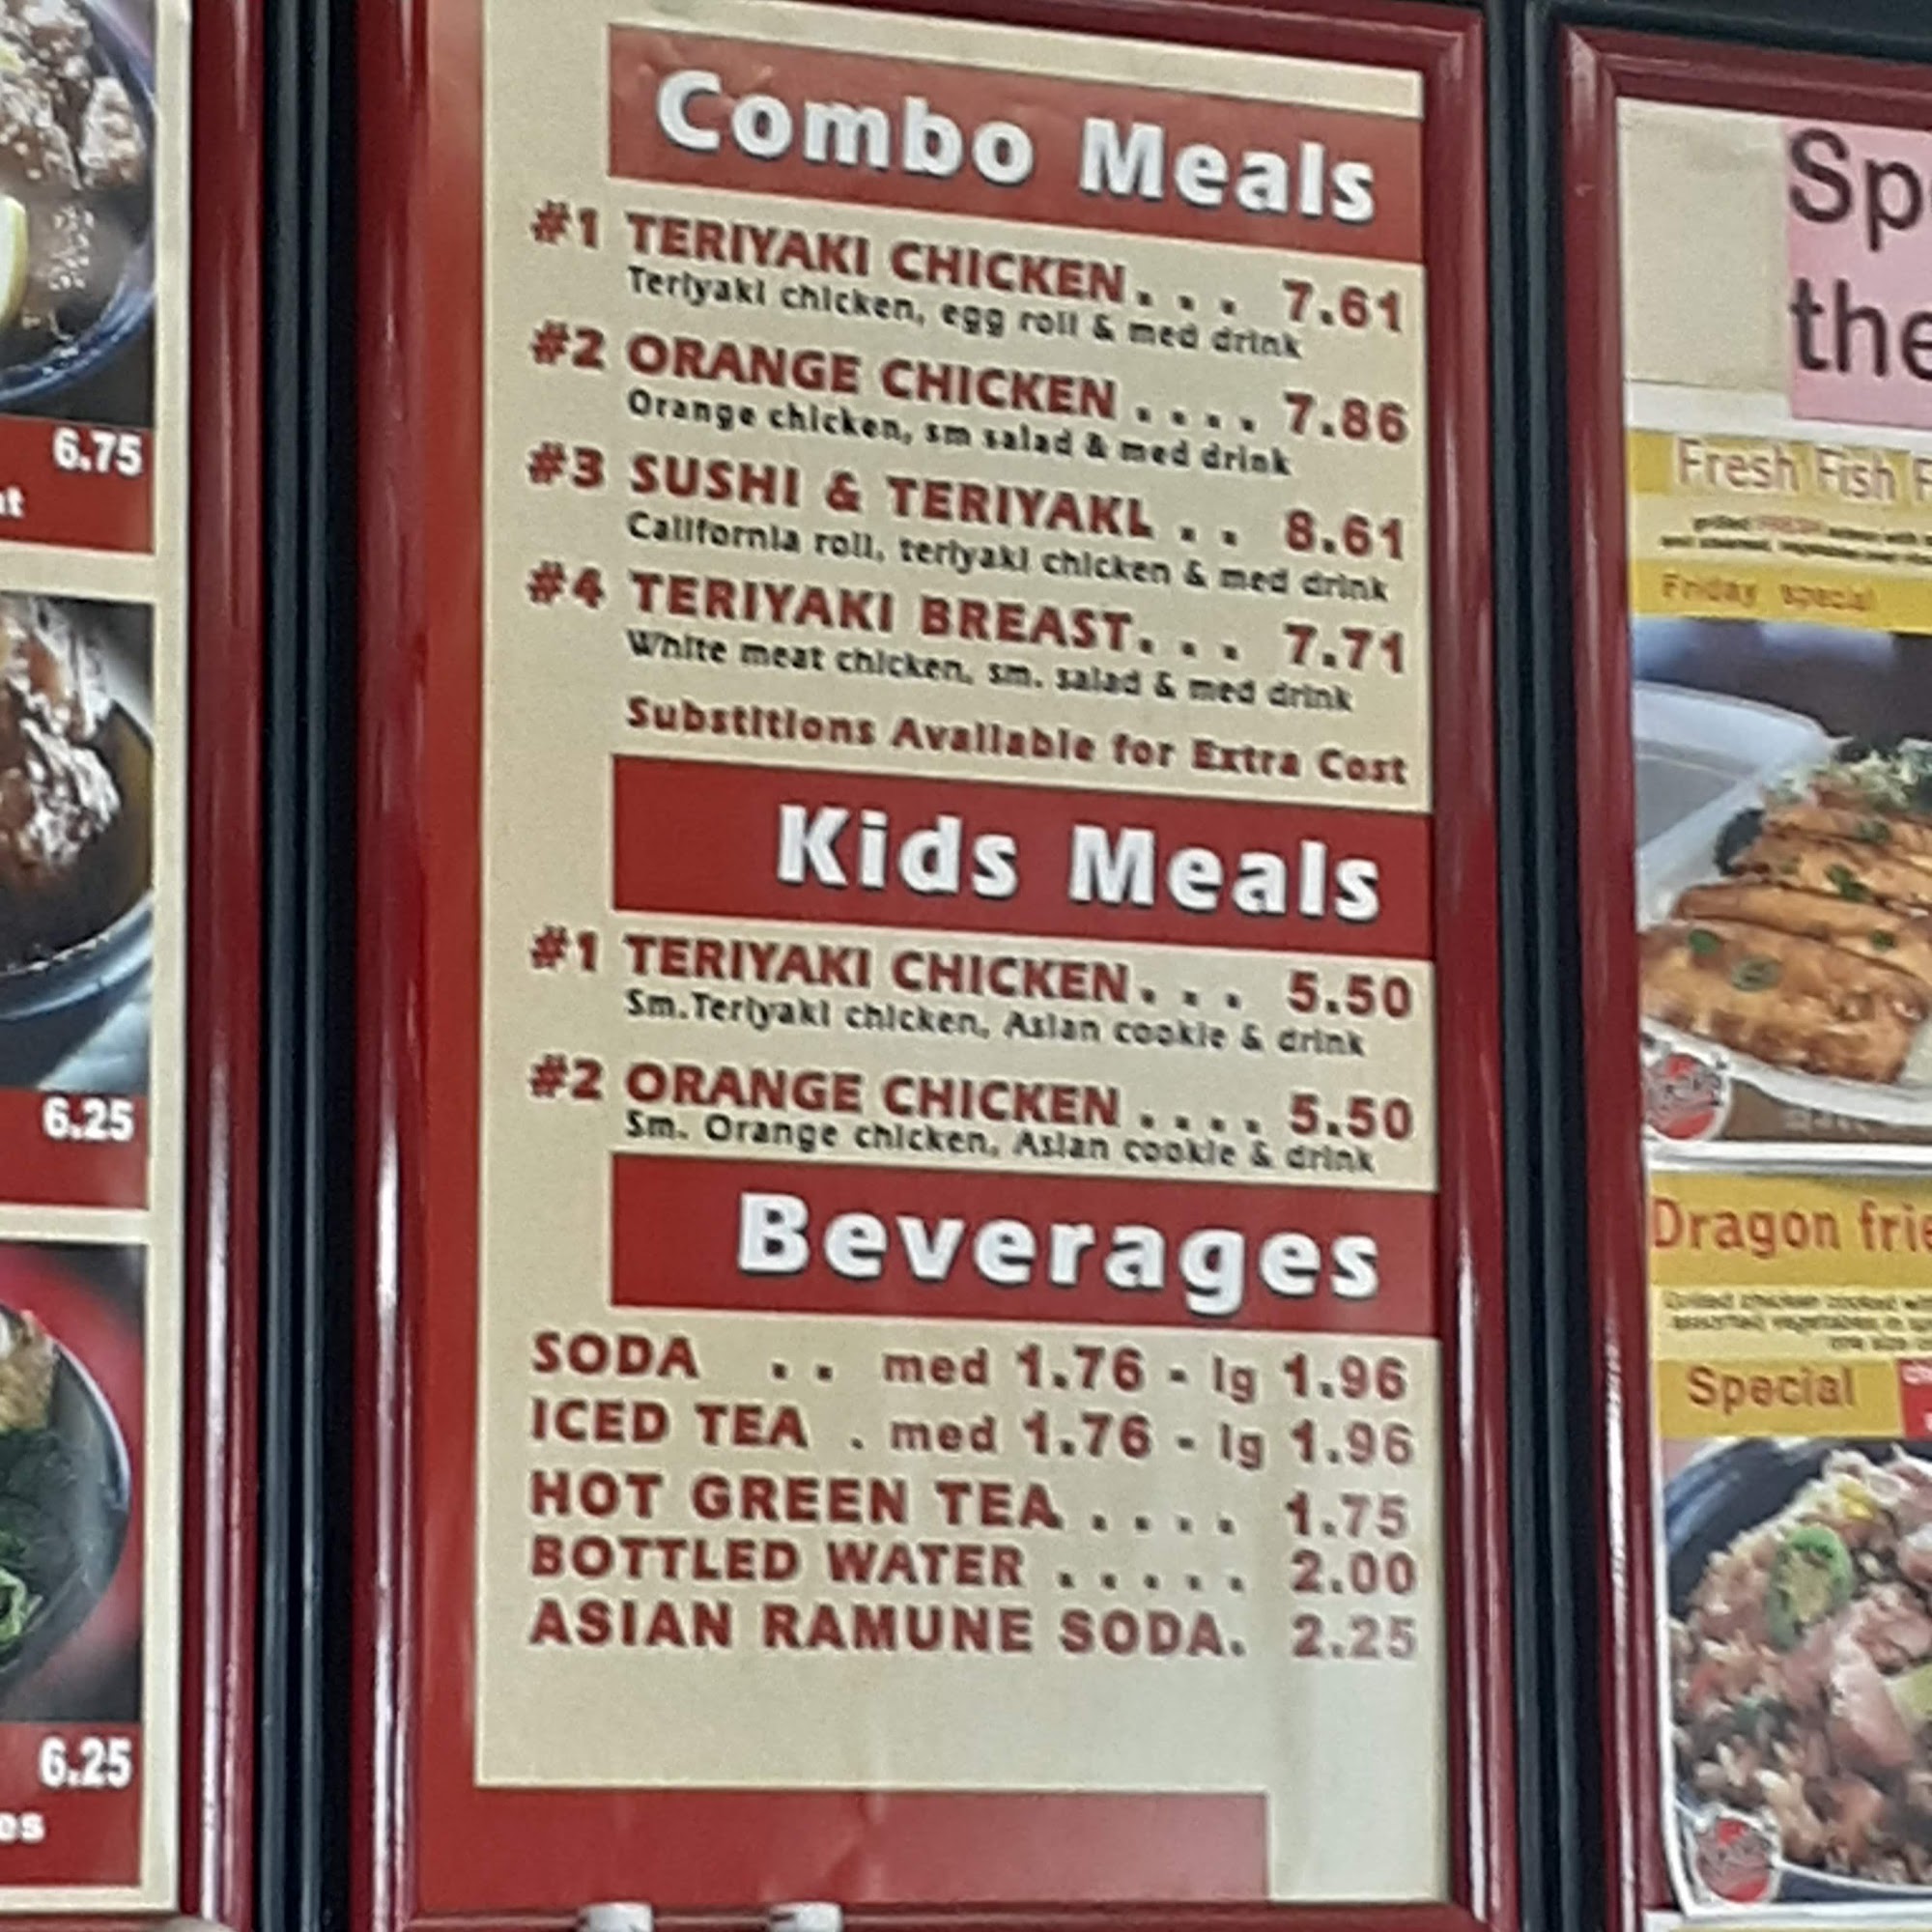 6.75
6.25
6.25
Combo Meals
#1 TERIYAKI CHICKEN. . . 7.61
Teriyaki chicken, egg roll & med drink
#2 ORANGE CHICKEN . . . . 7.86
Orange chicken, sm salad & med drink
#3 SUSHI & TERIYAKI. . . 8.61
California roll, teriyaki chicken & med drink
#4 TERIYAKI BREAST. . . 7.71
White meat chicken, sm. salad & med drink
Substitions Available for Extra Cost
Kids Meals
#1 TERIYAKI CHICKEN. . . 5.50
Sm.Teriyaki chicken, Asian cookie & drink
#2 ORANGE CHICKEN . . . . 5.50
Sm. Orange chicken, Asian cookie & drink
Beverages
SODA . . med 1.76 - lg 1.96
ICED TEA . med 1.76 - lg 1.96
HOT GREEN TEA . . . . 1.75
BOTTLED WATER . . . . . 2.00
ASIAN RAMUNE SODA. 2.25
Sp
the
Fresh Fish F
Friday special
Dragon frie
Special